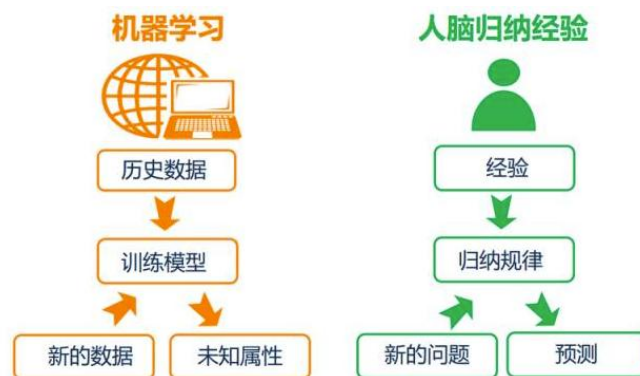 机器学习
人脑归纳经验
历史数据
经验
训练模型
归纳规律
新的数据
未知属性
新的问题
预测